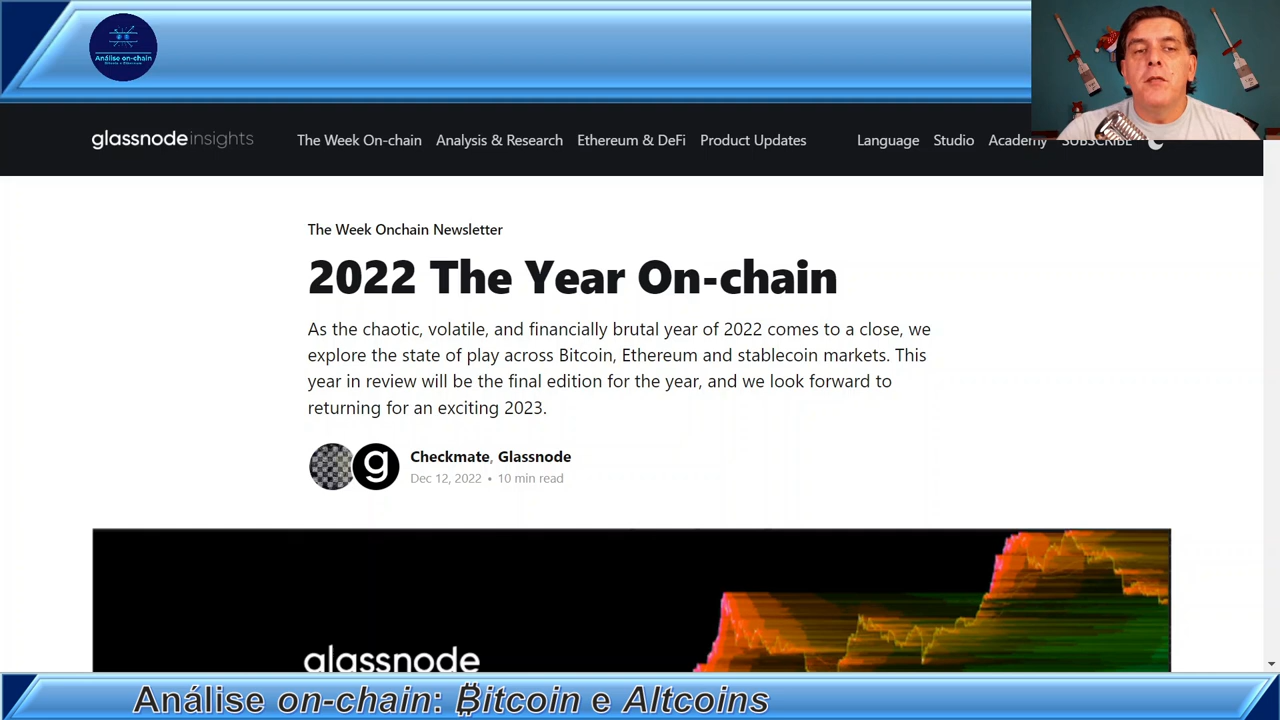 Análise on-chain
glassnode insights
The Week On-chain
Analysis & Research
Ethereum & DeFi
Product Updates
Language
Studio
Academy
SUBSCRIBE
The Week Onchain Newsletter
2022 The Year On-chain
As the chaotic, volatile, and financially brutal year of 2022 comes to a close, we
explore the state of play across Bitcoin, Ethereum and stablecoin markets. This
year in review will be the final edition for the year, and we look forward to
returning for an exciting 2023.
Checkmate, Glassnode
Dec 12, 2022 • 10 min read
glassnode
Análise on-chain: ₿itcoin e Altcoins